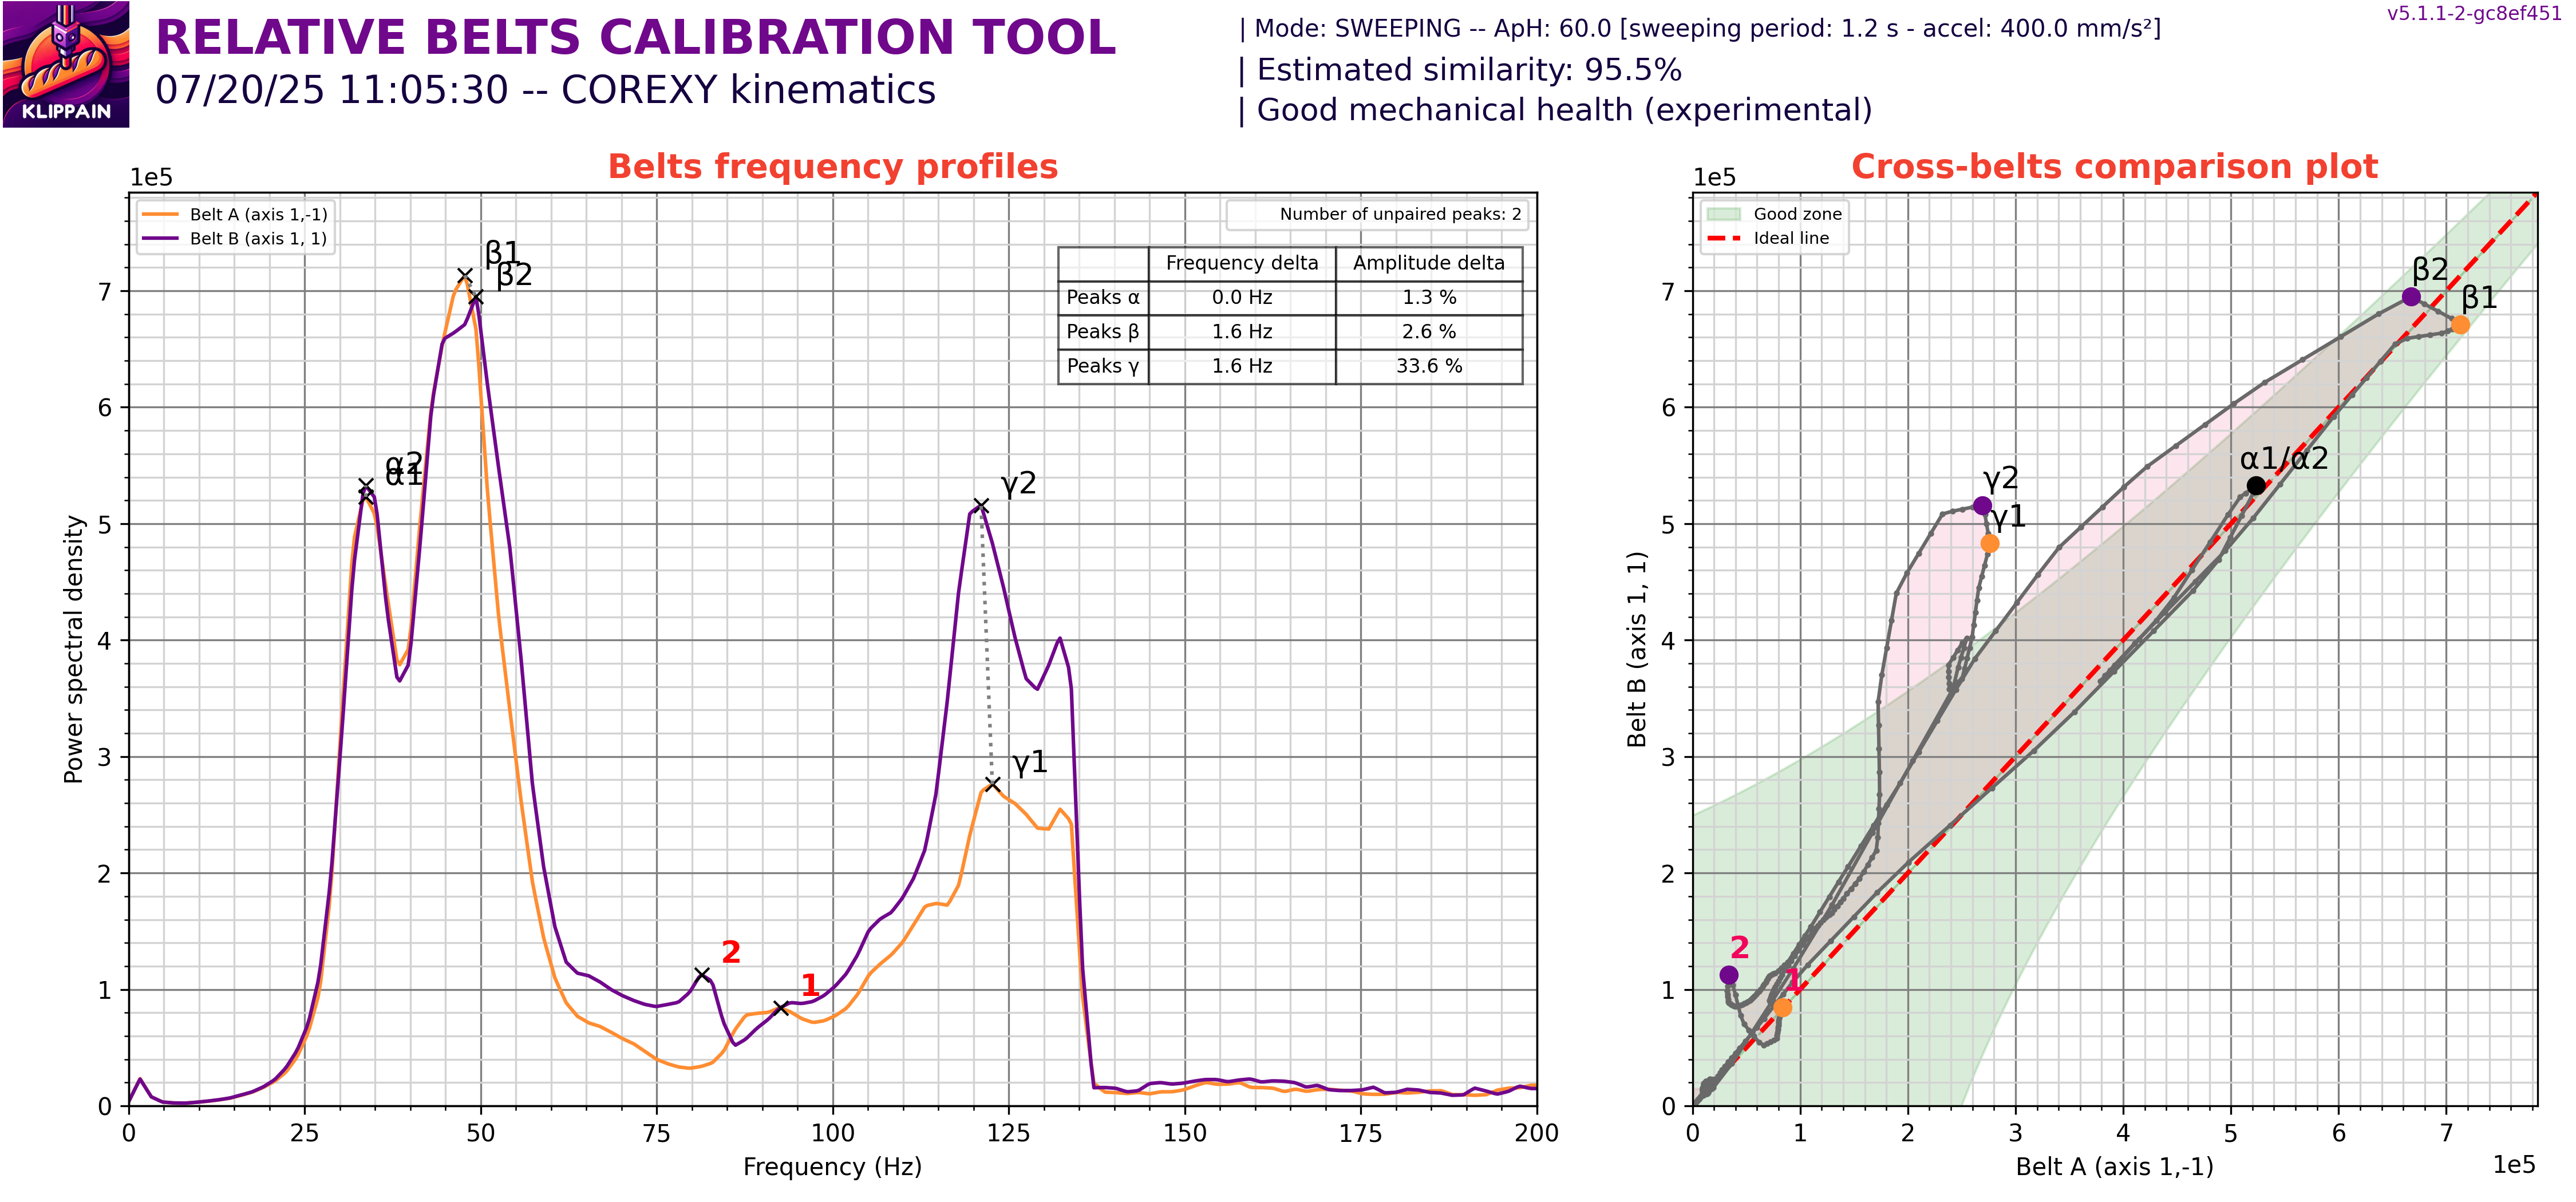 KLIPPAIN
RELATIVE BELTS CALIBRATION TOOL
07/20/25 11:05:30 -- COREXY kinematics
| Mode: SWEEPING -- ApH: 60.0 [sweeping period: 1.2 s - accel: 400.0 mm/s²]
| Estimated similarity: 95.5%
| Good mechanical health (experimental)
v5.1.1-2-gc8ef451
Belts frequency profiles
1e5
Belt A (axis 1,-1)
Belt B (axis 1, 1)
Number of unpaired peaks: 2
Frequency delta Amplitude delta
Peaks α 0.0 Hz 1.3 %
Peaks β 1.6 Hz 2.6 %
Peaks γ 1.6 Hz 33.6 %
β1
β2
α2
α1
γ2
γ1
2
1
7
6
5
4
3
2
1
0
Power spectral density
0 25 50 75 100 125 150 175 200
Frequency (Hz)
Cross-belts comparison plot
1e5
Good zone
Ideal line
β2
β1
α1/α2
γ2
γ1
2
1
7
6
5
4
3
2
1
0
Belt B (axis 1, 1)
0 1 2 3 4 5 6 7
Belt A (axis 1,-1)
1e5